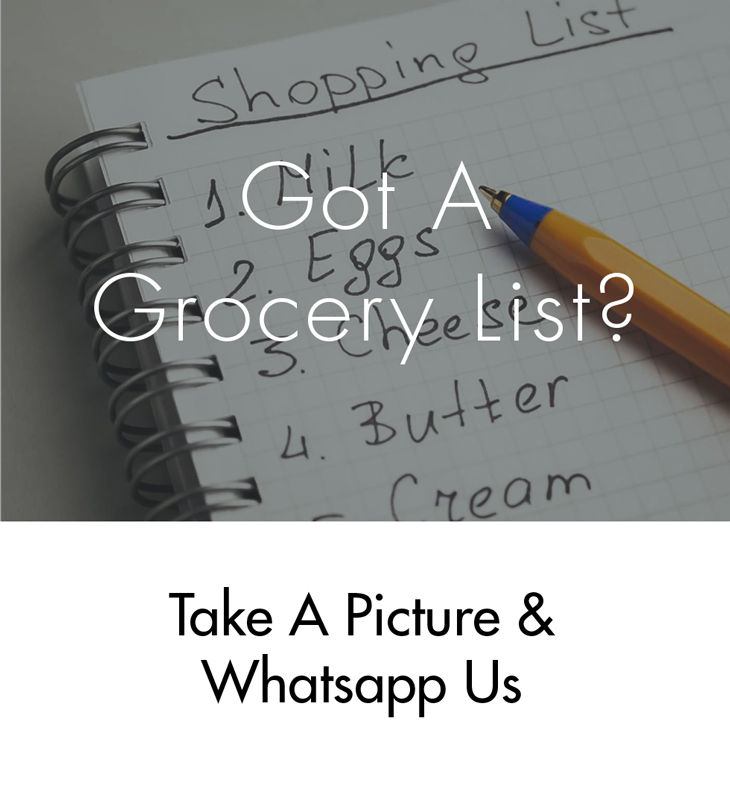 Shopping List
1. Milk
Got A
2. Eggs
Grocery List?
3. Cheese
4. Butter
Cream
Take A Picture &
Whatsapp Us